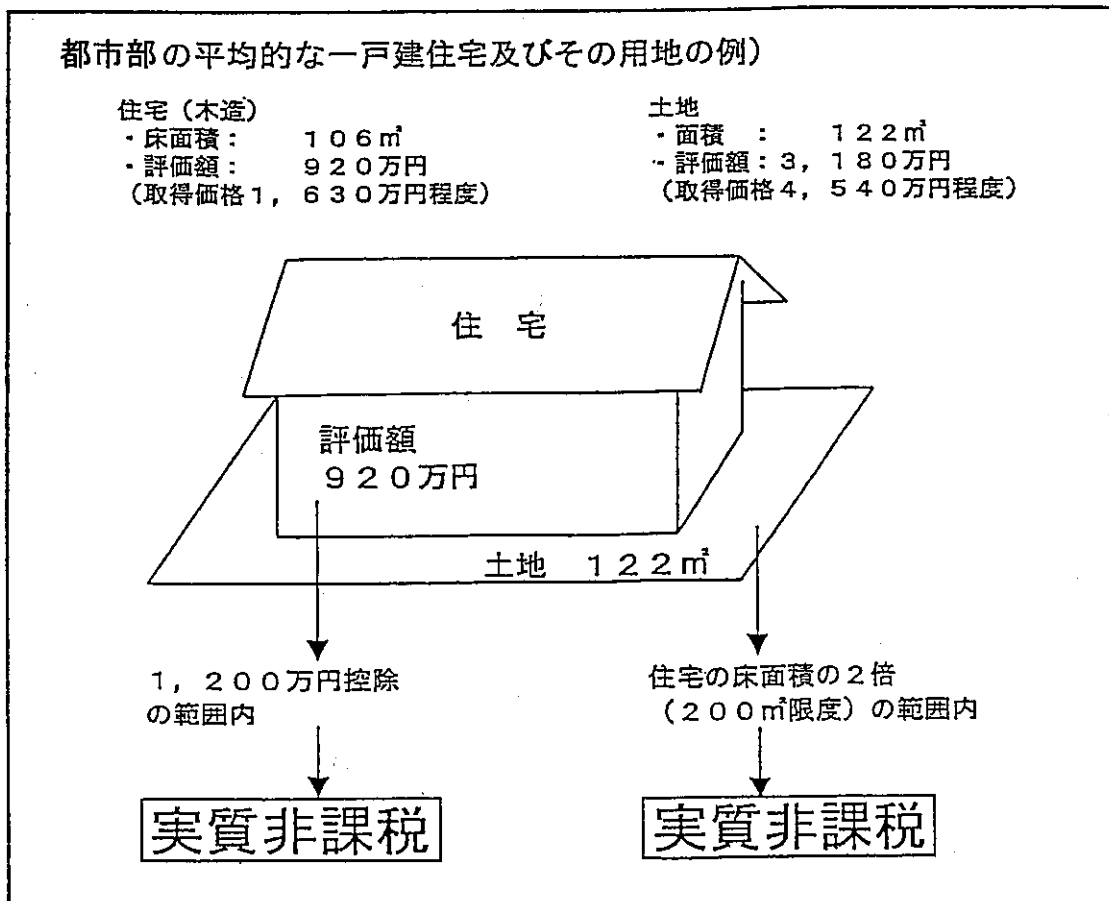 都市部の平均的な一戸建住宅及びその用地の例)
住宅（木造）
・床面積： １０６㎡
・評価額： ９２０万円
（取得価格１，６３０万円程度）
土地
・面積 ： １２２㎡
・評価額：３，１８０万円
（取得価格４，５４０万円程度）
住 宅
評価額
９２０万円
土地 １２２㎡
１，２００万円控除
の範囲内
住宅の床面積の２倍
（２００㎡限度）の範囲内
実質非課税
実質非課税